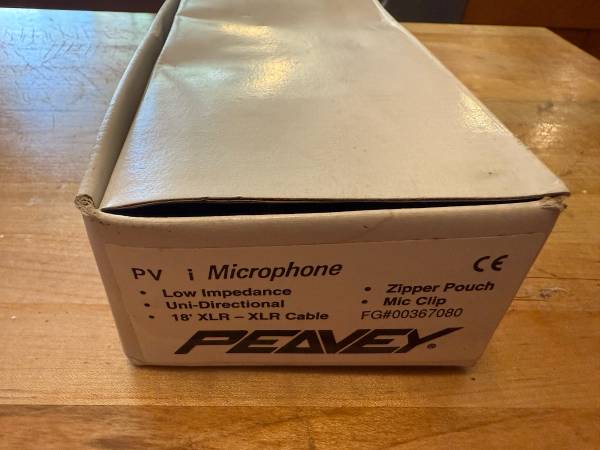 PV i Microphone
CE
• Low Impedance
• Uni-Directional
• 18' XLR – XLR Cable
• Zipper Pouch
• Mic Clip
FG#00367080
PEAVEY®